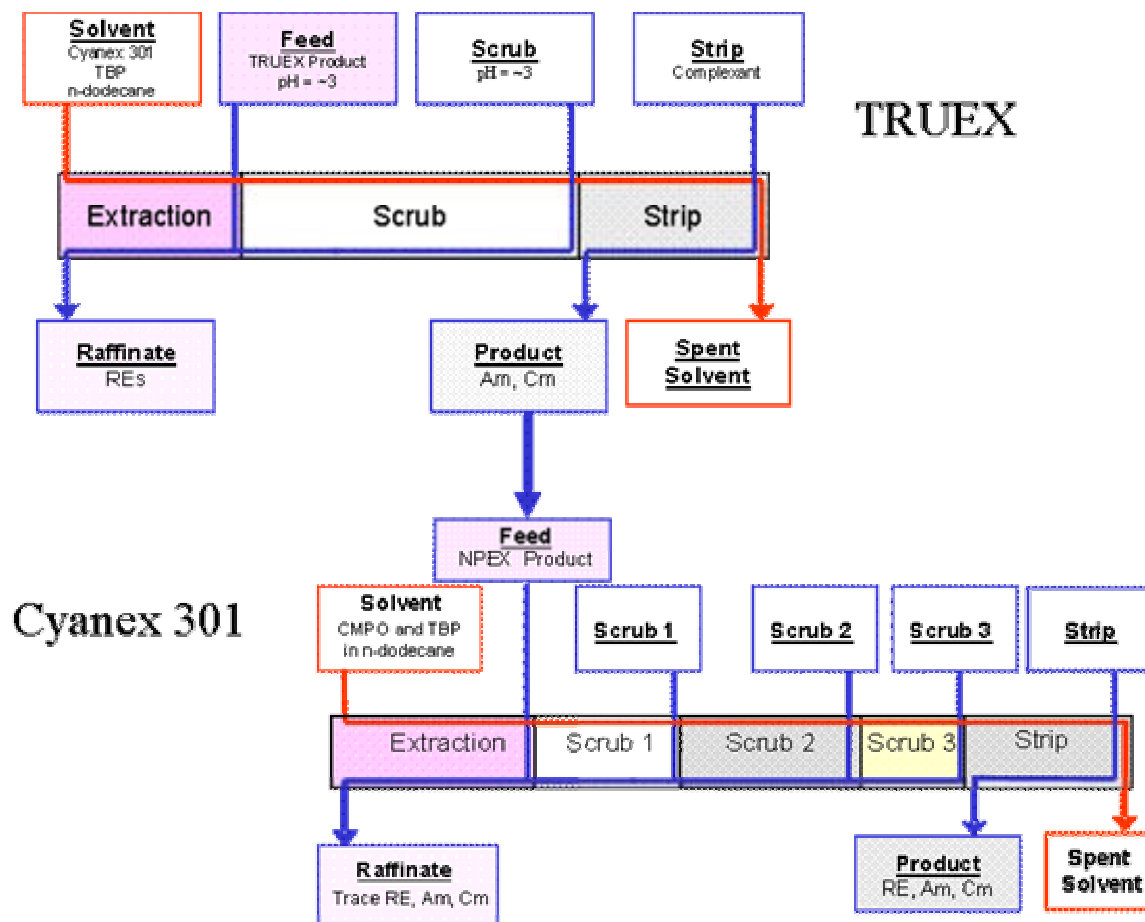 Solvent
Cyanex 301
TBP
n-dodecane
Feed
TRUEX Product
pH = ~3
Scrub
pH = ~3
Strip
Complexant
TRUEX
Extraction
Scrub
Strip
Raffinate
REs
Product
Am, Cm
Spent
Solvent
Feed
NPEX Product
Cyanex 301
Solvent
CMPO and TBP
in n-dodecane
Scrub 1
Scrub 2
Scrub 3
Strip
Extraction
Scrub 1
Scrub 2
Scrub 3
Strip
Raffinate
Trace RE, Am, Cm
Product
RE, Am, Cm
Spent
Solvent